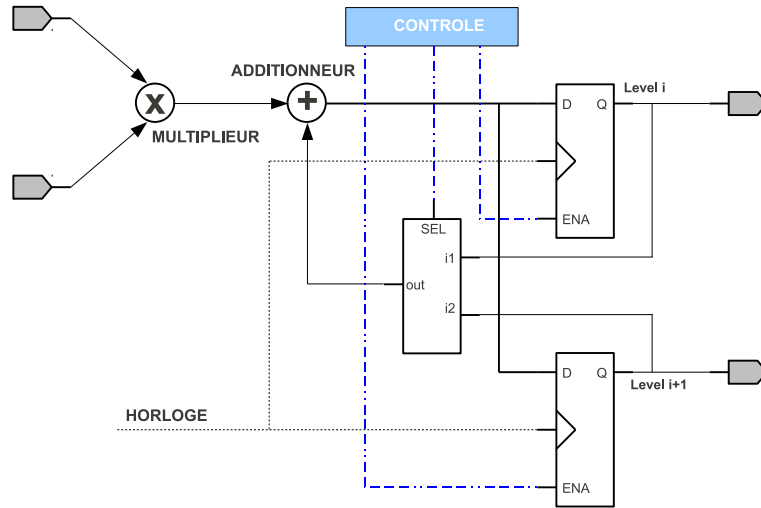 CONTROLE
ADDITIONNEUR
Level i
X
+
D
Q
MULTIPLIEUR
ENA
SEL
i1
out
i2
D
Q
Level i+1
HORLOGE
ENA